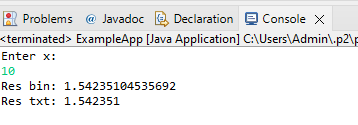 Problems @ Javadoc Declaration Console
<terminated> ExampleApp [Java Application] C:\Users\Admin\.p2\p
Enter x:
10
Res bin: 1.54235104535692
Res txt: 1.542351